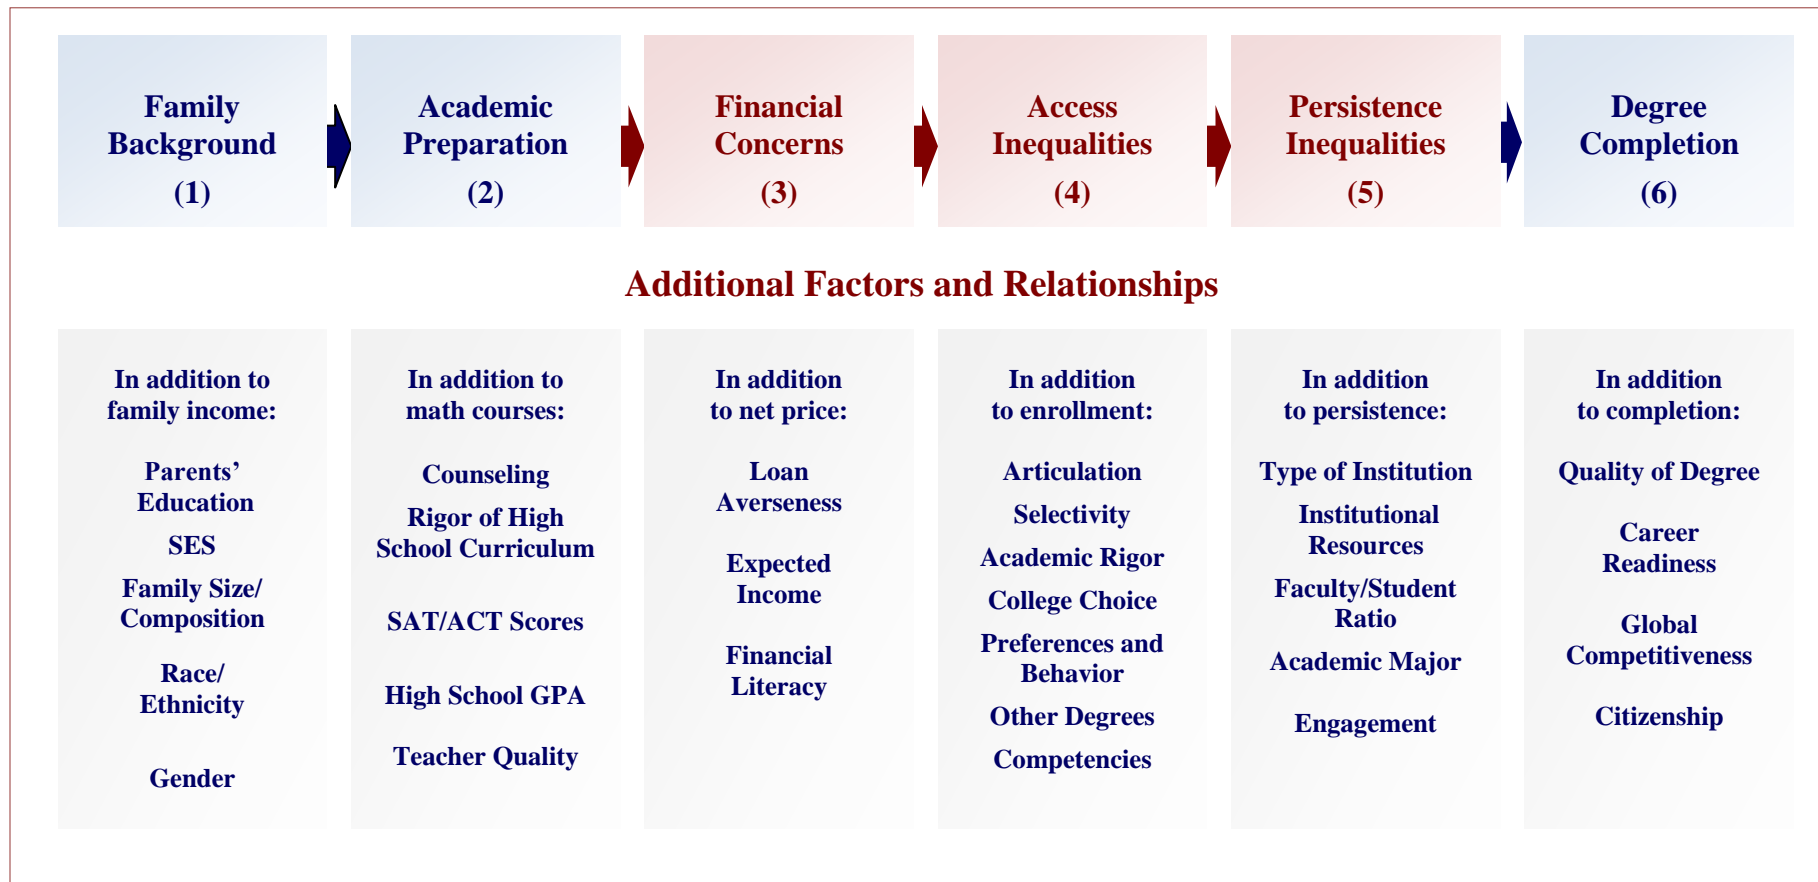 Family
Background
(1)
Academic
Preparation
(2)
Financial
Concerns
(3)
Access
Inequalities
(4)
Persistence
Inequalities
(5)
Degree
Completion
(6)
Additional Factors and Relationships
In addition to
family income:
Parents’
Education
SES
Family Size/
Composition
Race/
Ethnicity
Gender
In addition to
math courses:
Counseling
Rigor of High
School Curriculum
SAT/ACT Scores
High School GPA
Teacher Quality
In addition
to net price:
Loan
Averseness
Expected
Income
Financial
Literacy
In addition
to enrollment:
Articulation
Selectivity
Academic Rigor
College Choice
Preferences and
Behavior
Other Degrees
Competencies
In addition
to persistence:
Type of Institution
Institutional
Resources
Faculty/Student
Ratio
Academic Major
Engagement
In addition
to completion:
Quality of Degree
Career
Readiness
Global
Competitiveness
Citizenship